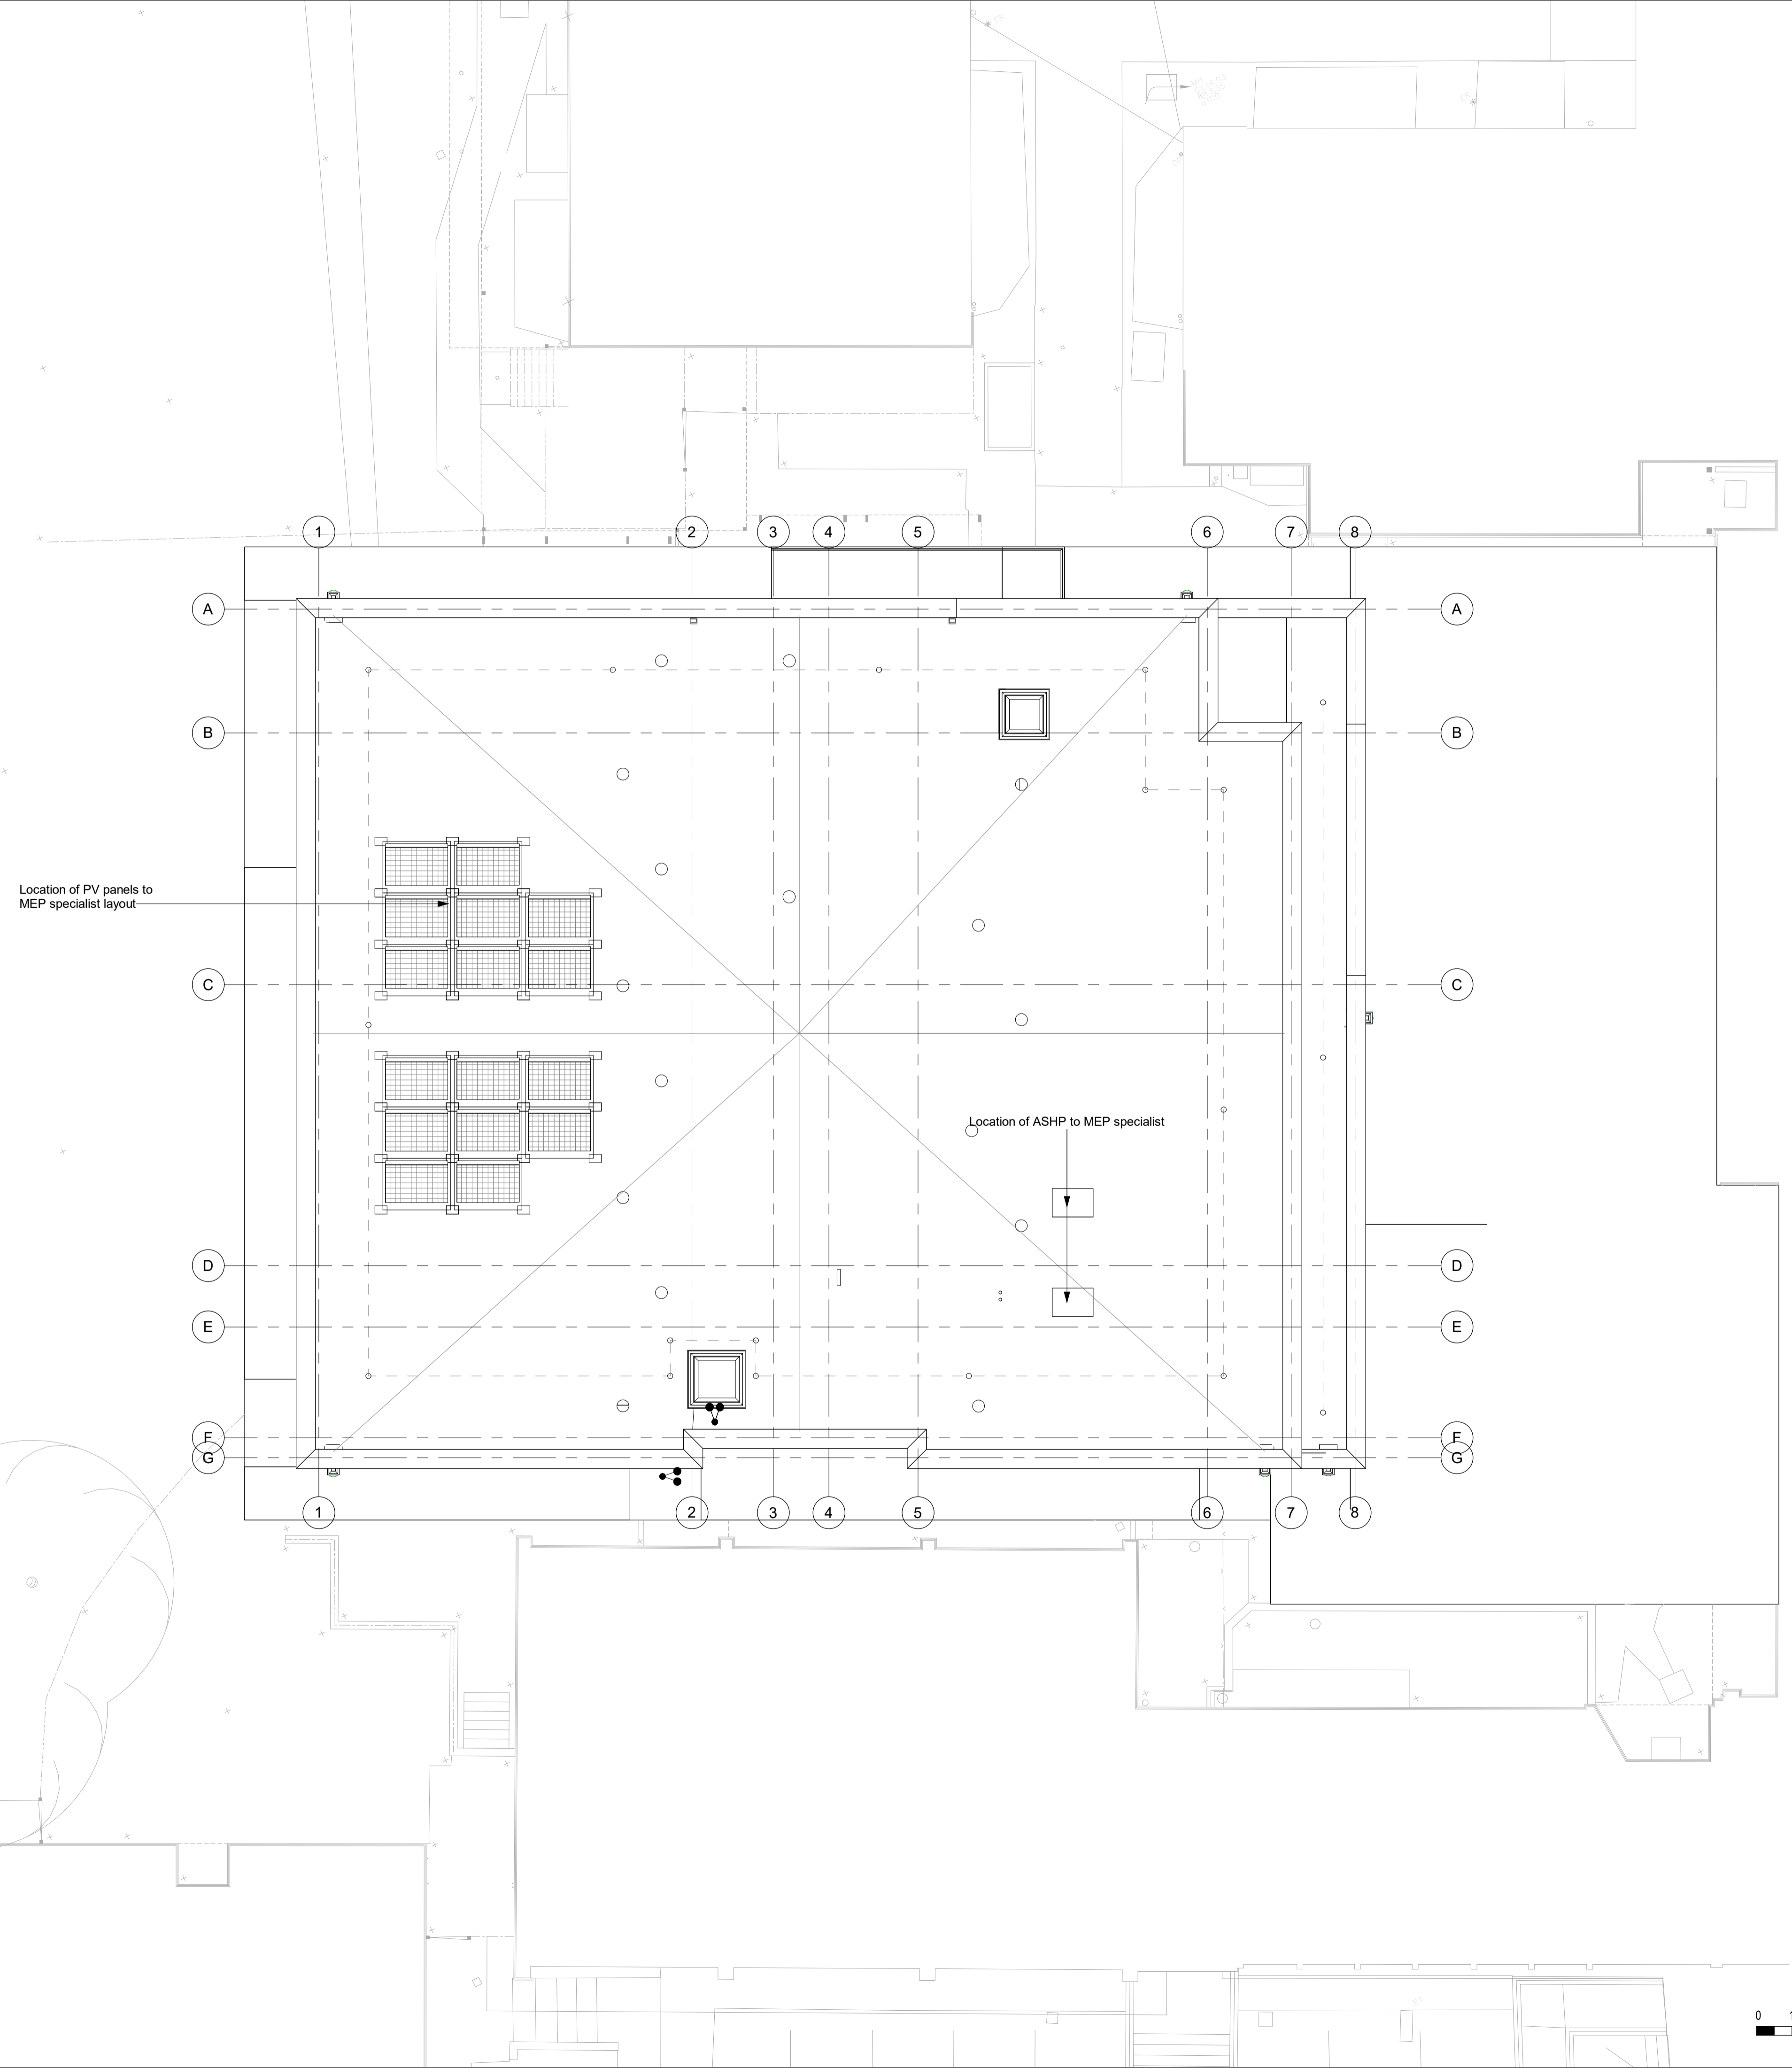 1 2 3 4 5 6 7 8
A A
B B
Location of PV panels to
MEP specialist layout
C C
Location of ASHP to MEP specialist
D D
E E
F F
G G
1 2 3 4 5 6 7 8
0